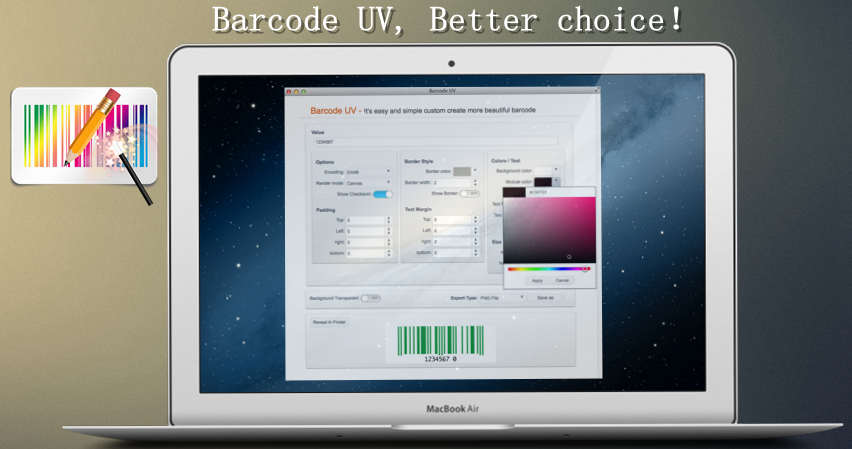 Barcode UV, Better choice!
Barcode UV
Barcode UV - It's easy and simple custom create more beautiful barcode
Value
1234567
Options
Encoding: EAN8
Render mode: Canvas
Show Checksum:
Border Style
Border color:
Border width: 2
Show Border: OFF
Colors / Text
Background color:
Module color:
Padding
Top: 0
Left: 0
right: 0
bottom: 0
Text Margin
Top: 0
Left: 0
right: 0
bottom: 0
Text
Text
Size
Apply Cancel
Background Transparent: OFF
Export Type: PNG File
Save as
Reveal in Finder
1234567 0
MacBook Air